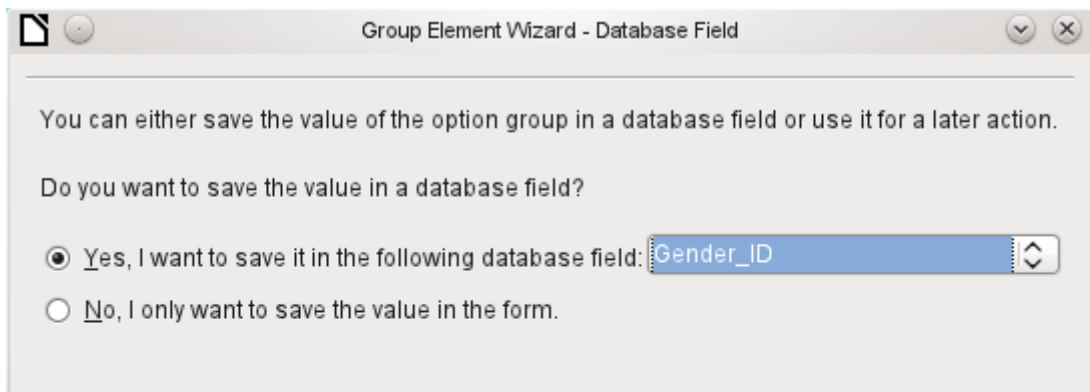 Group Element Wizard - Database Field
You can either save the value of the option group in a database field or use it for a later action.
Do you want to save the value in a database field?
Yes, I want to save it in the following database field: Gender_ID
No, I only want to save the value in the form.